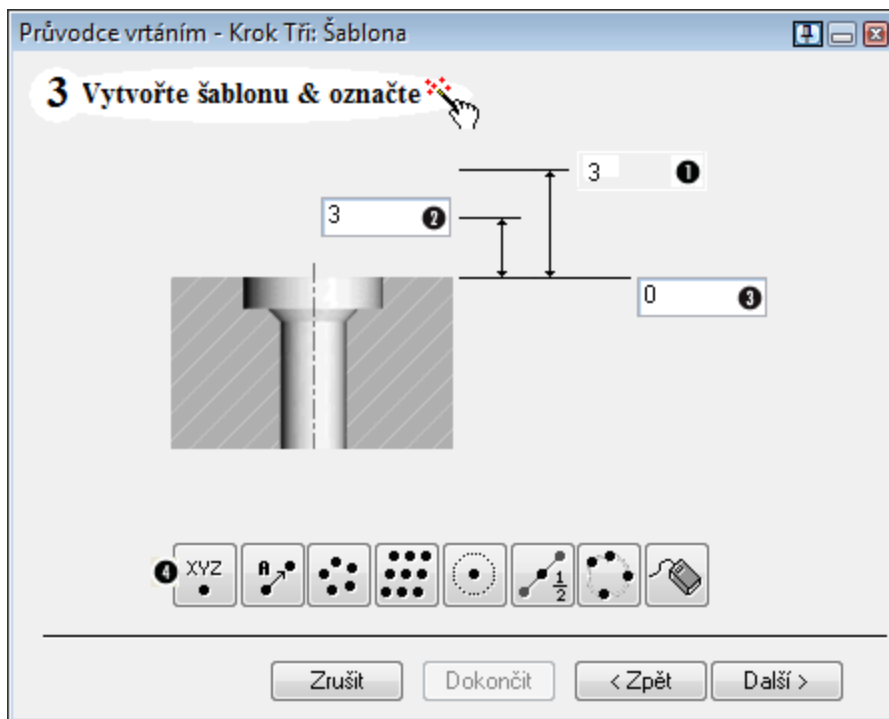 Průvodce vrtáním - Krok Tři: Šablona
3 Vytvořte šablonu & označte
3 1
3 2
0 3
4 XYZ
A
1/2
Zrušit Dokončit < Zpět Další >